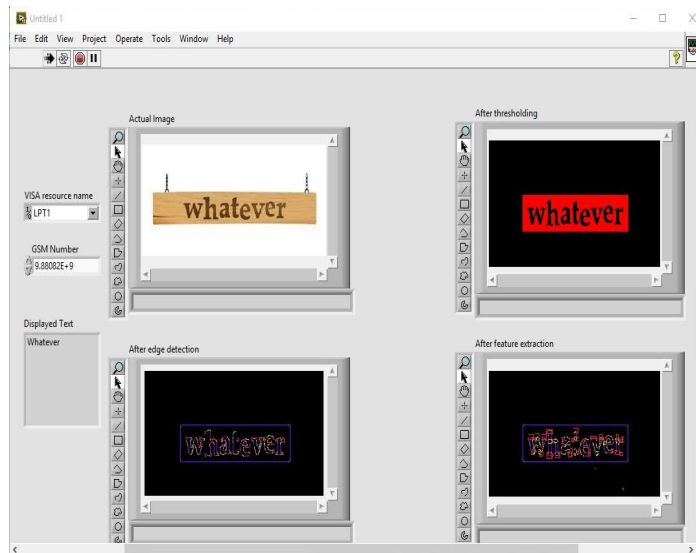 Untitled 1
File Edit View Project Operate Tools Window Help
Actual Image
After thresholding
whatever
whatever
VISA resource name
LPT1
GSM Number
9.88082E+9
Displayed Text
Whatever
After edge detection
After feature extraction
whatever
whatever